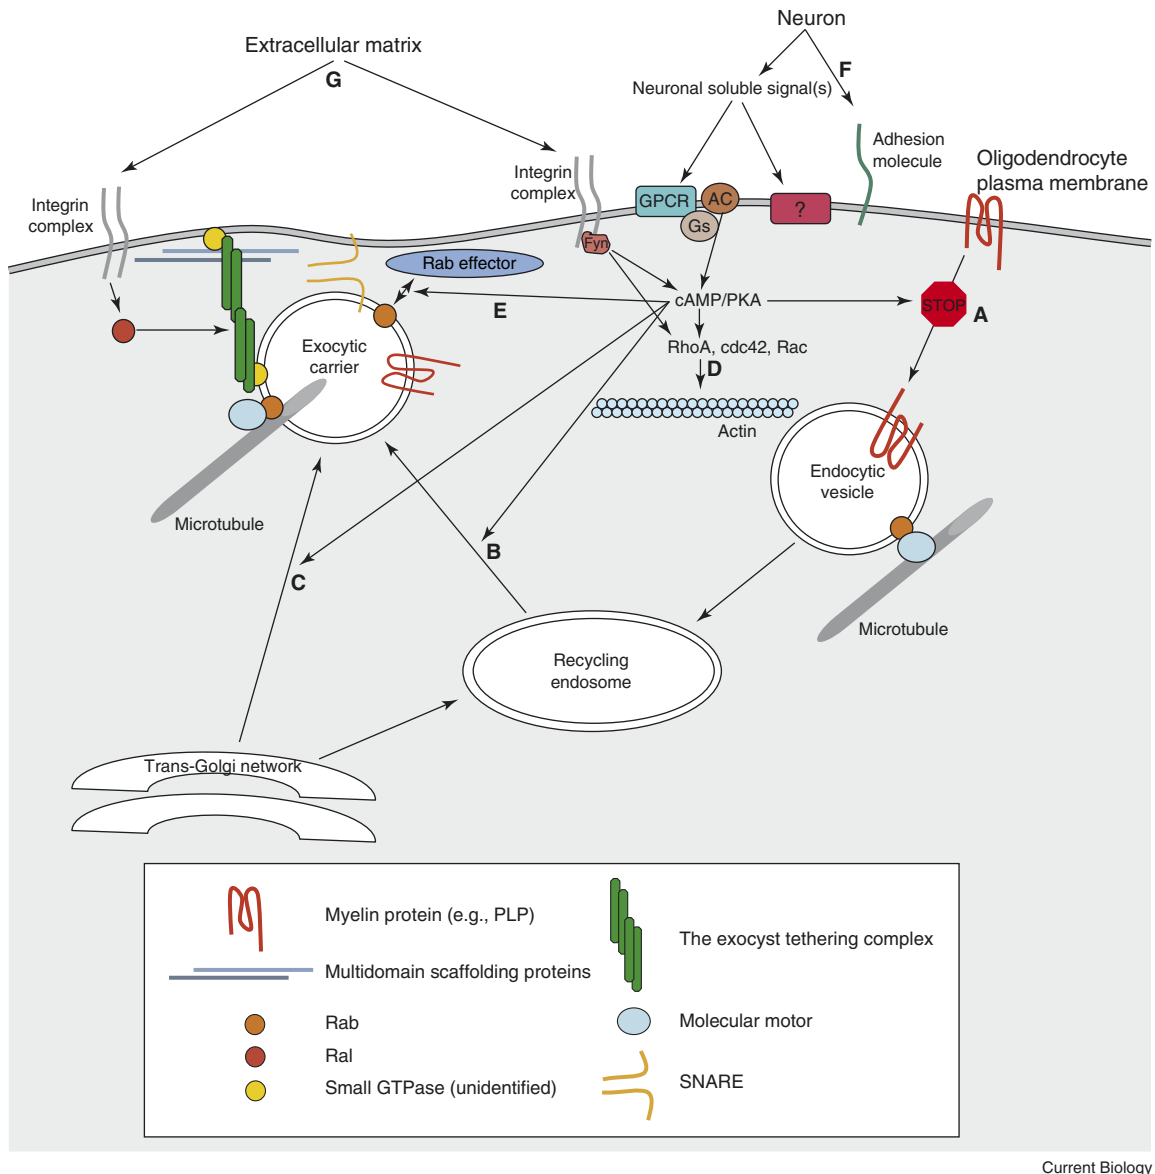 Neuron
Extracellular matrix
G
F
Neuronal soluble signal(s)
Adhesion
molecule
Oligodendrocyte
plasma membrane
Integrin
complex
Integrin
complex
GPCR
AC
Gs
?
Fyn
Rab effector
E
cAMP/PKA
STOP
A
Exocytic
carrier
RhoA, cdc42, Rac
D
Actin
Endocytic
vesicle
Microtubule
B
C
Microtubule
Recycling
endosome
Trans-Golgi network
Myelin protein (e.g., PLP)
Multidomain scaffolding proteins
Rab
Ral
Small GTPase (unidentified)
The exocyst tethering complex
Molecular motor
SNARE
Current Biology